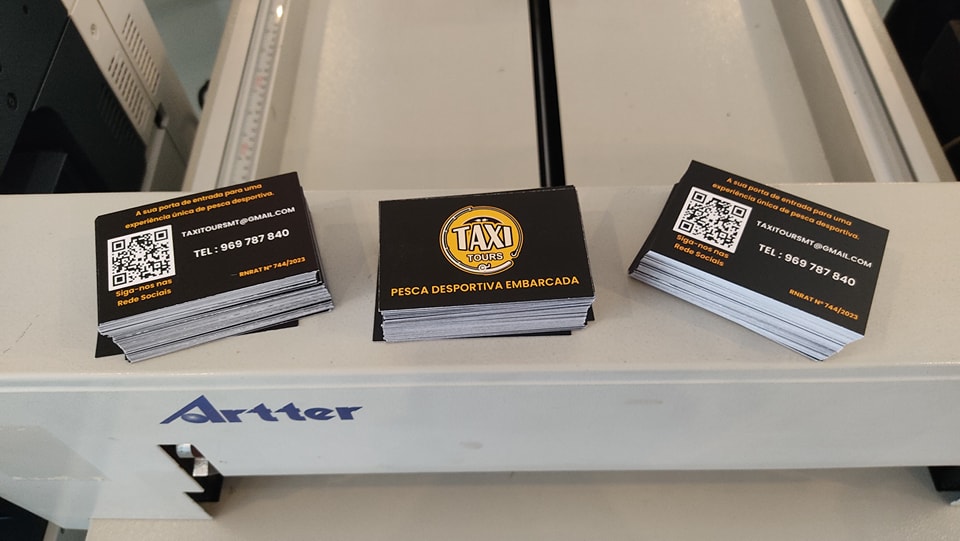 A sua porta de entrada para uma
experiência única de pesca desportiva.
TAXITOURSMT@GMAIL.COM
TEL : 969 787 840
Siga-nos nas
Rede Sociais
RNRAT Nº 744/2023
TÁXI
TOURS
PESCA DESPORTIVA EMBARCADA
A sua porta de entrada para uma
experiência única de pesca desportiva.
TAXITOURSMT@GMAIL.COM
TEL : 969 787 840
Siga-nos nas
Rede Sociais
RNRAT Nº 744/2023
Artter